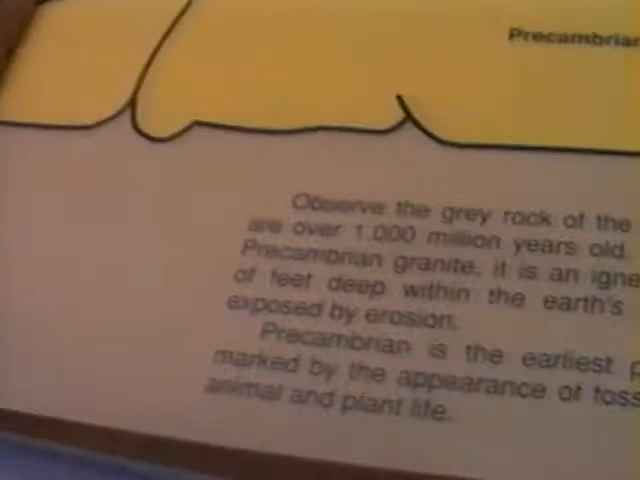 Precambrian
Observe the grey rock of the
are over 1,000 million years old.
Precambrian granite, it is an igne
of feet deep within the earth's
exposed by erosion.
Precambrian is the earliest p
marked by the appearance of foss
animal and plant life.